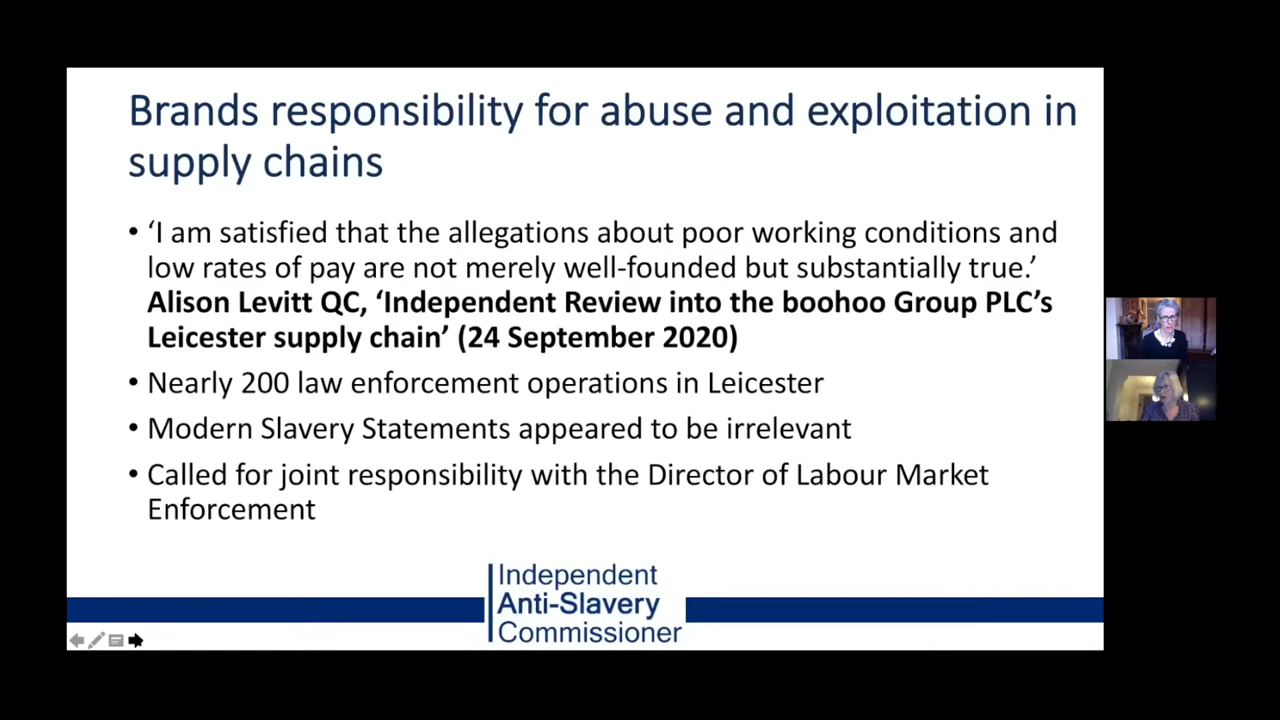 Brands responsibility for abuse and exploitation in
supply chains
• ‘I am satisfied that the allegations about poor working conditions and
low rates of pay are not merely well-founded but substantially true.’
Alison Levitt QC, ‘Independent Review into the boohoo Group PLC’s
Leicester supply chain’ (24 September 2020)
• Nearly 200 law enforcement operations in Leicester
• Modern Slavery Statements appeared to be irrelevant
• Called for joint responsibility with the Director of Labour Market
Enforcement
Independent
Anti-Slavery
Commissioner